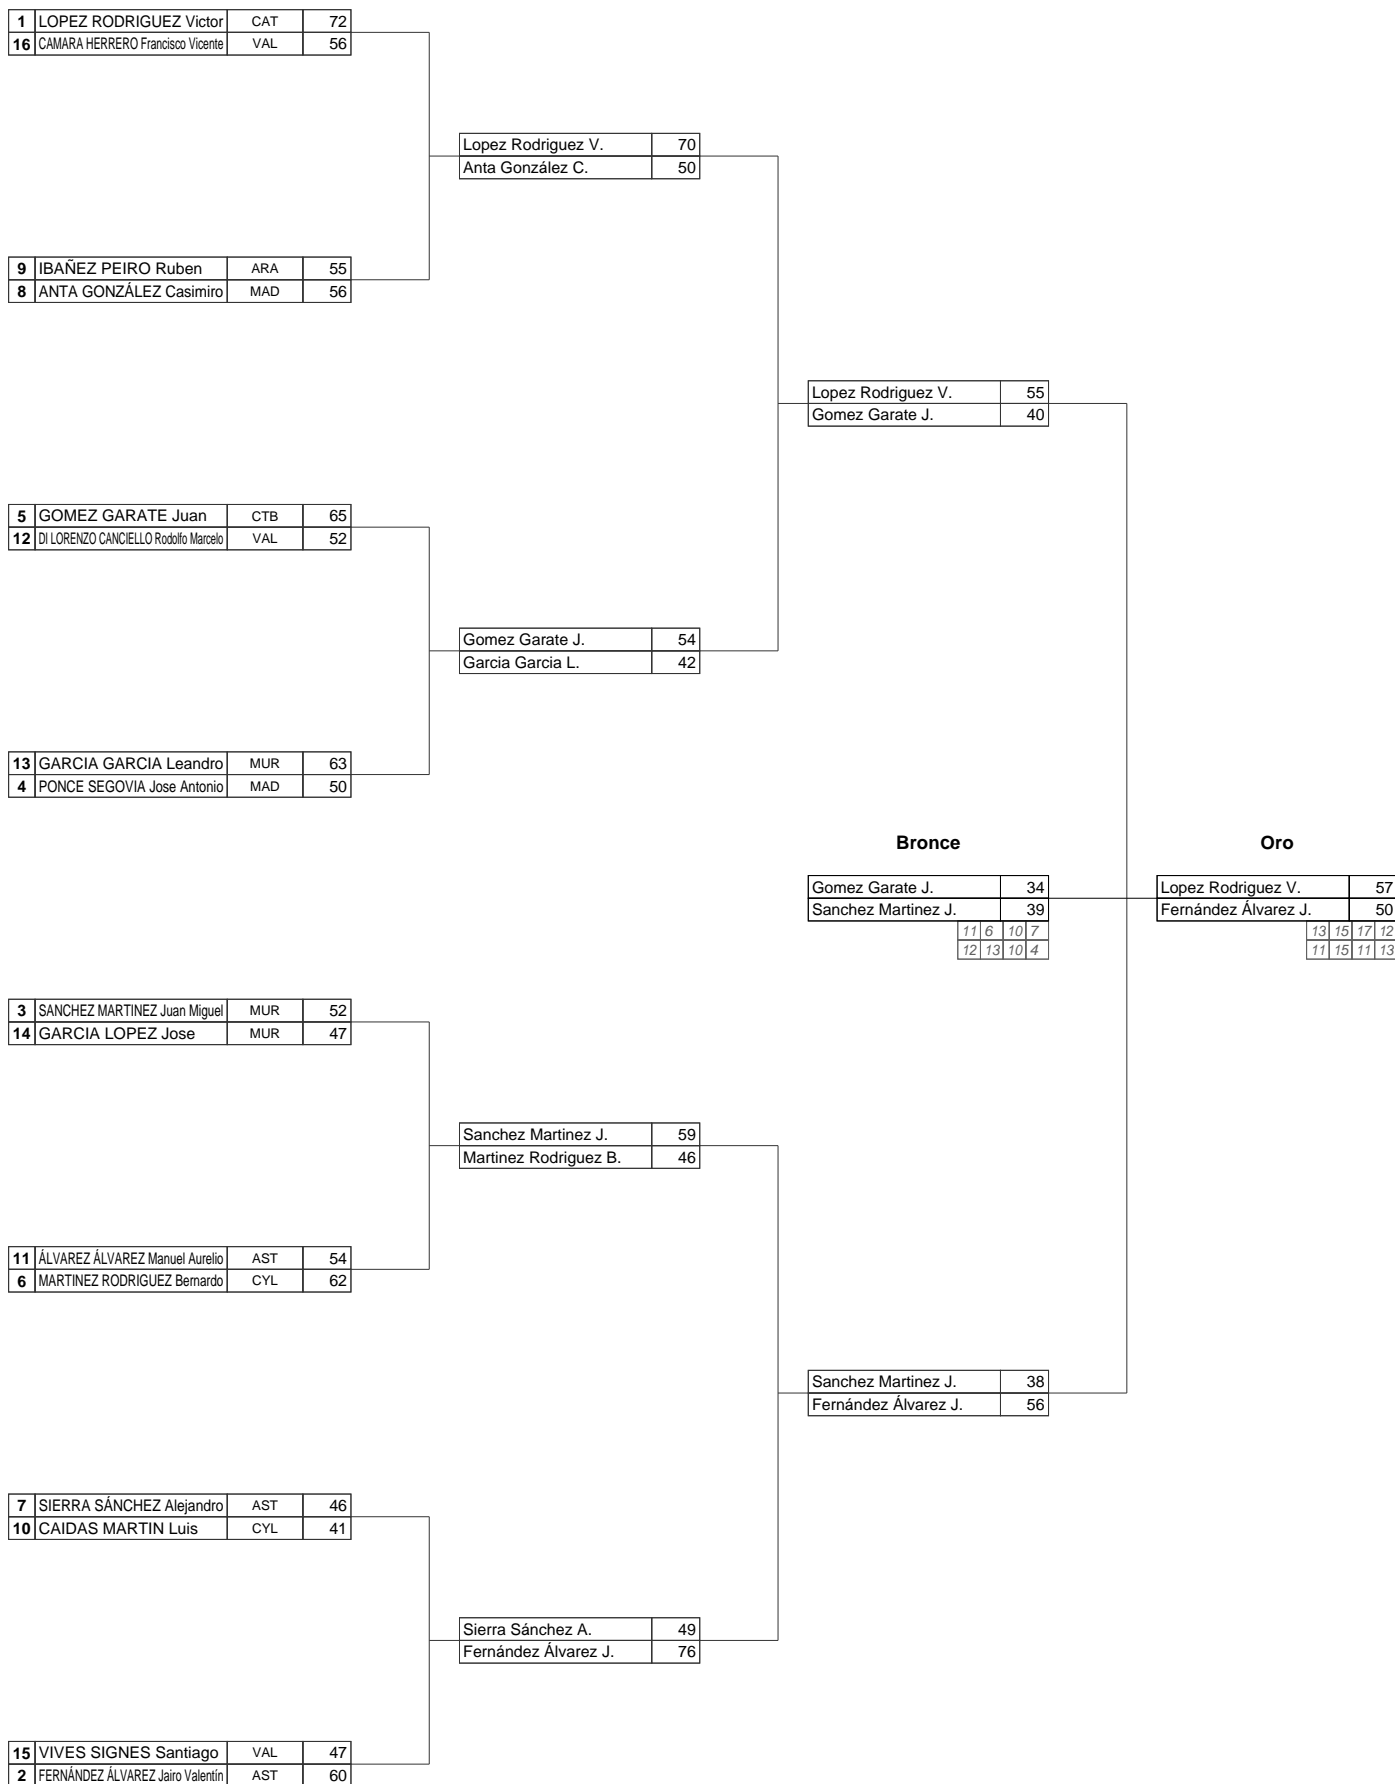 1 LOPEZ RODRIGUEZ Victor CAT 72
16 CAMARA HERRERO Francisco Vicente VAL 56
Lopez Rodriguez V. 70
Anta González C. 50
9 IBAÑEZ PEIRO Ruben ARA 55
8 ANTA GONZÁLEZ Casimiro MAD 56
Lopez Rodriguez V. 55
Gomez Garate J. 40
5 GOMEZ GARATE Juan CTB 65
12 DI LORENZO CANCIELLO Rodolfo Marcelo VAL 52
Gomez Garate J. 54
Garcia Garcia L. 42
13 GARCIA GARCIA Leandro MUR 63
4 PONCE SEGOVIA Jose Antonio MAD 50
Bronce Oro
Gomez Garate J. 34 Lopez Rodriguez V. 57
Sanchez Martinez J. 39 Fernández Álvarez J. 50
11 6 10 7 13 15 17 12
12 13 10 4 11 15 11 13
3 SANCHEZ MARTINEZ Juan Miguel MUR 52
14 GARCIA LOPEZ Jose MUR 47
Sanchez Martinez J. 59
Martinez Rodriguez B. 46
11 ÁLVAREZ ÁLVAREZ Manuel Aurelio AST 54
6 MARTINEZ RODRIGUEZ Bernardo CYL 62
Sanchez Martinez J. 38
Fernández Álvarez J. 56
7 SIERRA SÁNCHEZ Alejandro AST 46
10 CAIDAS MARTIN Luis CYL 41
Sierra Sánchez A. 49
Fernández Álvarez J. 76
15 VIVES SIGNES Santiago VAL 47
2 FERNÁNDEZ ÁLVAREZ Jairo Valentín AST 60